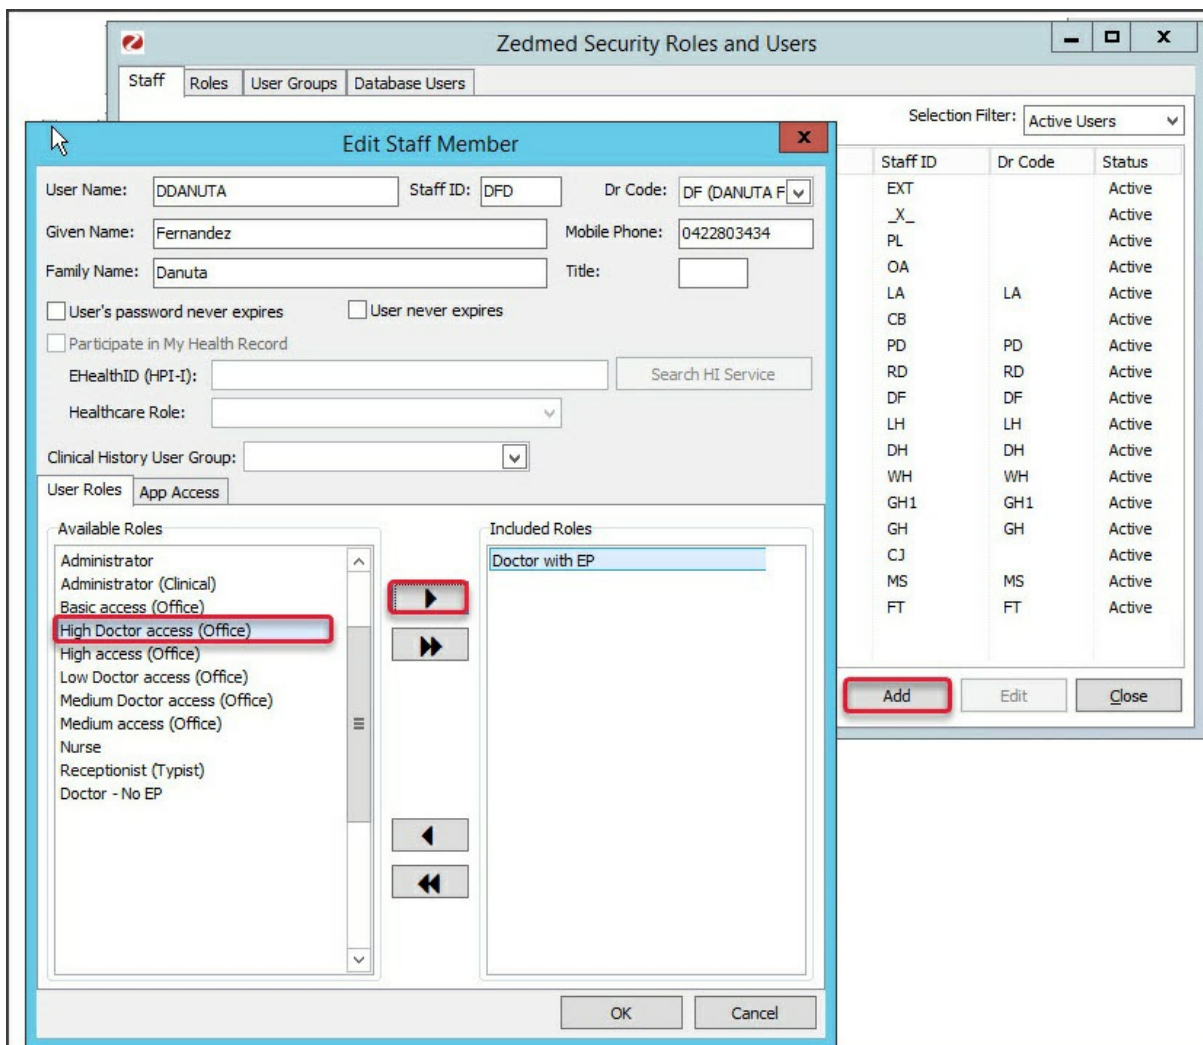 Zedmed Security Roles and Users
Staff Roles User Groups Database Users
Selection Filter: Active Users
Staff ID Dr Code Status
EXT Active
_X_ Active
PL Active
OA Active
LA LA Active
CB Active
PD PD Active
RD RD Active
DF DF Active
LH LH Active
DH DH Active
WH WH Active
GH1 GH1 Active
GH GH Active
CJ Active
MS MS Active
FT FT Active
Add Edit Close
Edit Staff Member
User Name: DDANUTA Staff ID: DFD Dr Code: DF (DANUTA F
Given Name: Fernandez Mobile Phone: 0422803434
Family Name: Danuta Title:
User's password never expires User never expires
Participate in My Health Record
EHealthID (HPI-I): Search HI Service
Healthcare Role:
Clinical History User Group:
User Roles App Access
Available Roles
Administrator
Administrator (Clinical)
Basic access (Office)
High Doctor access (Office)
High access (Office)
Low Doctor access (Office)
Medium Doctor access (Office)
Medium access (Office)
Nurse
Receptionist (Typist)
Doctor - No EP
Included Roles
Doctor with EP
OK Cancel